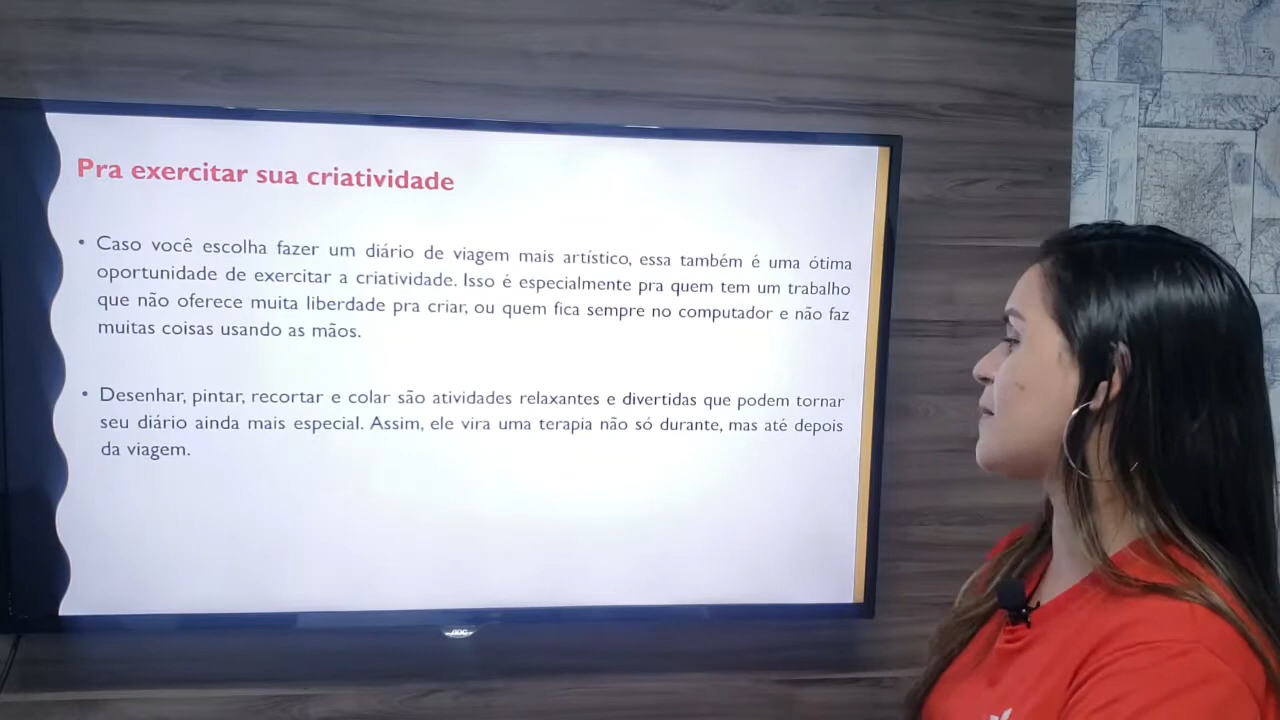 Pra exercitar sua criatividade
• Caso você escolha fazer um diário de viagem mais artístico, essa também é uma ótima
oportunidade de exercitar a criatividade. Isso é especialmente pra quem tem um trabalho
que não oferece muita liberdade pra criar, ou quem fica sempre no computador e não faz
muitas coisas usando as mãos.
• Desenhar, pintar, recortar e colar são atividades relaxantes e divertidas que podem tornar
seu diário ainda mais especial. Assim, ele vira uma terapia não só durante, mas até depois
da viagem.
AOC